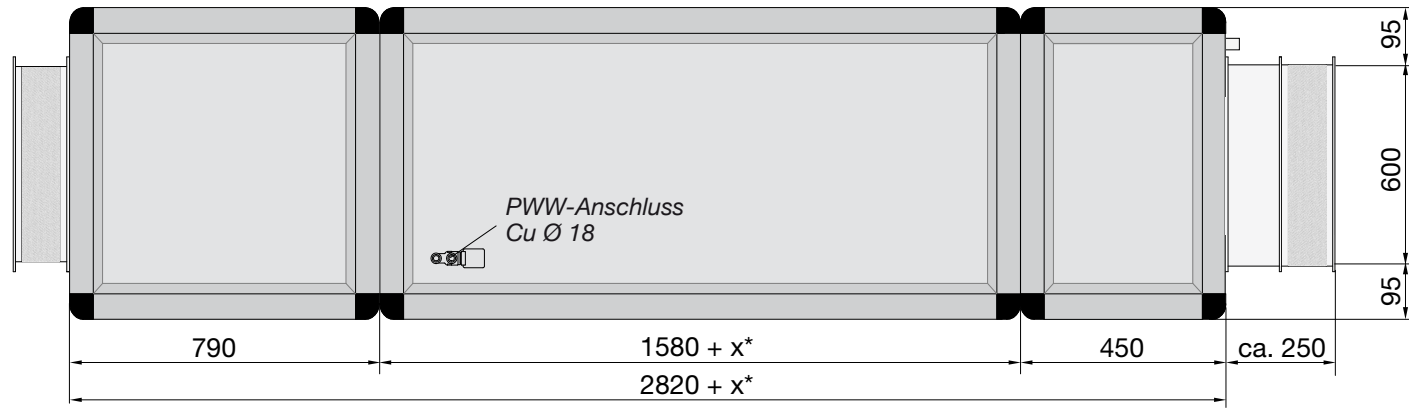 95
600
PWW-Anschluss
Cu Ø 18
95
790
1580 + x*
450
ca. 250
2820 + x*